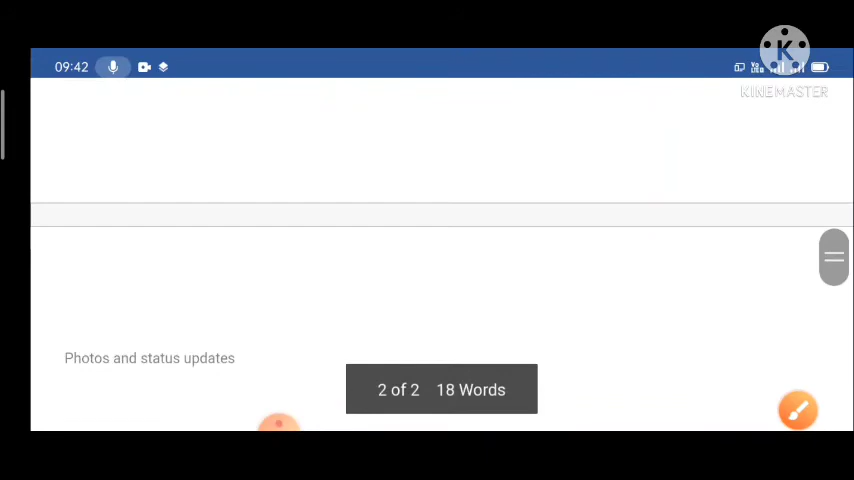 09:42
K
KINEMASTER
Photos and status updates
2 of 2 18 Words